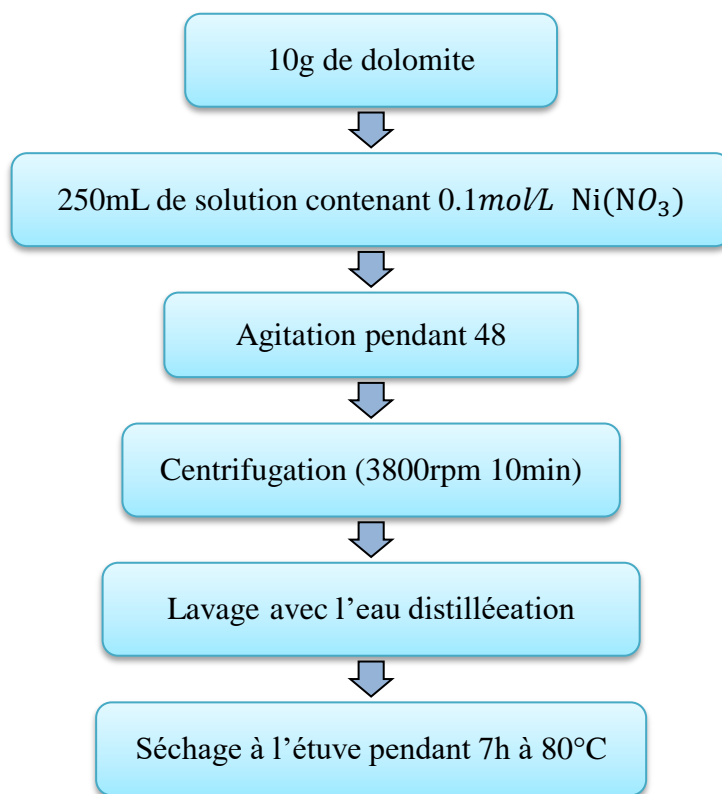 10g de dolomite
250mL de solution contenant 0.1𝑚𝑜𝑙/𝐿 Ni(𝑁𝑂₃)
Agitation pendant 48
Centrifugation (3800rpm 10min)
Lavage avec l’eau distilléeation
Séchage à l’étuve pendant 7h à 80°C